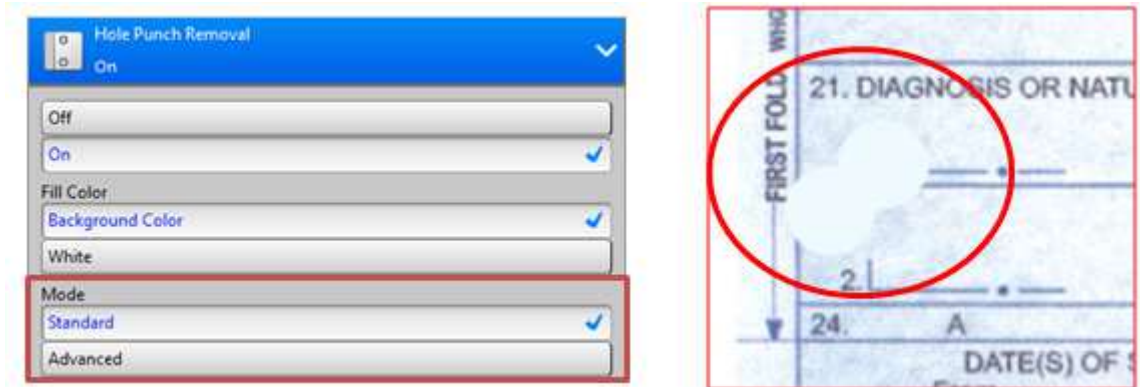 Hole Punch Removal
On
Off
On
Fill Color
Background Color
White
Mode
Standard
Advanced
FIRST FOLD WHO
21. DIAGNOSIS OR NATU
2.
24. A
DATE(S) OF S